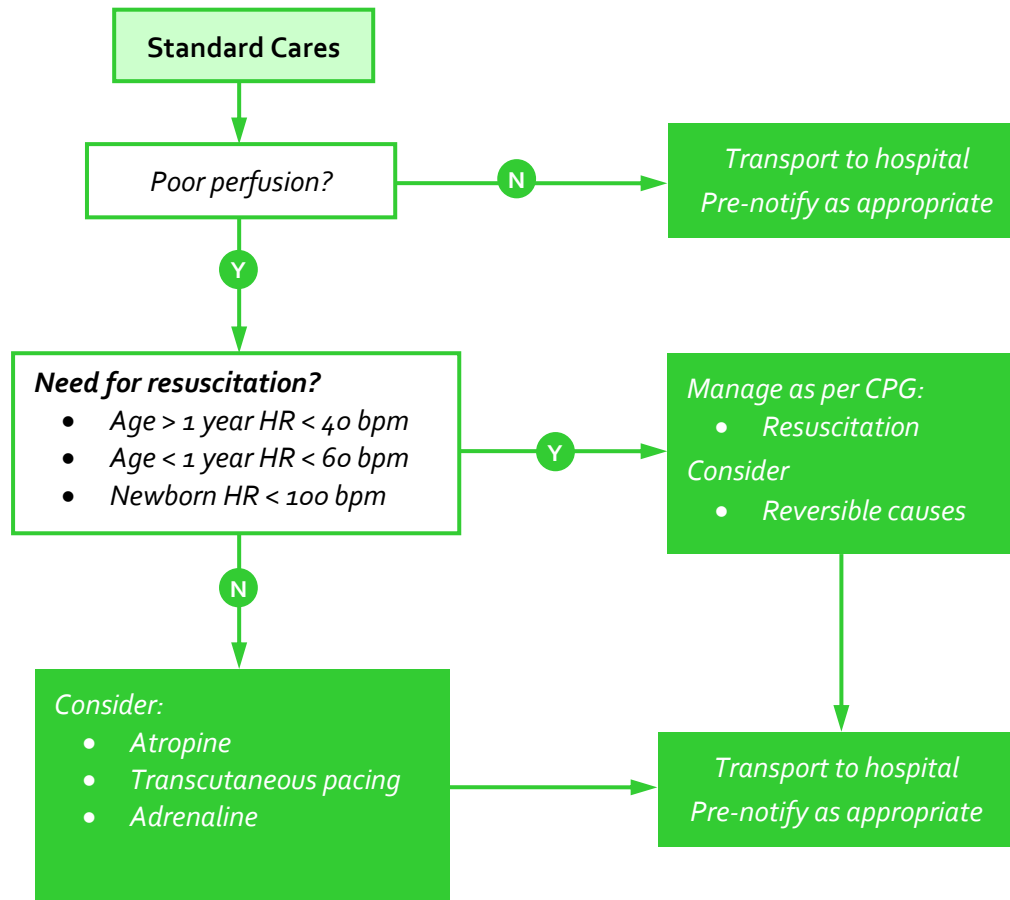 Standard Cares
Poor perfusion?
N
Transport to hospital
Pre-notify as appropriate
Y
Need for resuscitation?
• Age > 1 year HR < 40 bpm
• Age < 1 year HR < 60 bpm
• Newborn HR < 100 bpm
Y
Manage as per CPG:
• Resuscitation
Consider
• Reversible causes
N
Consider:
• Atropine
• Transcutaneous pacing
• Adrenaline
Transport to hospital
Pre-notify as appropriate